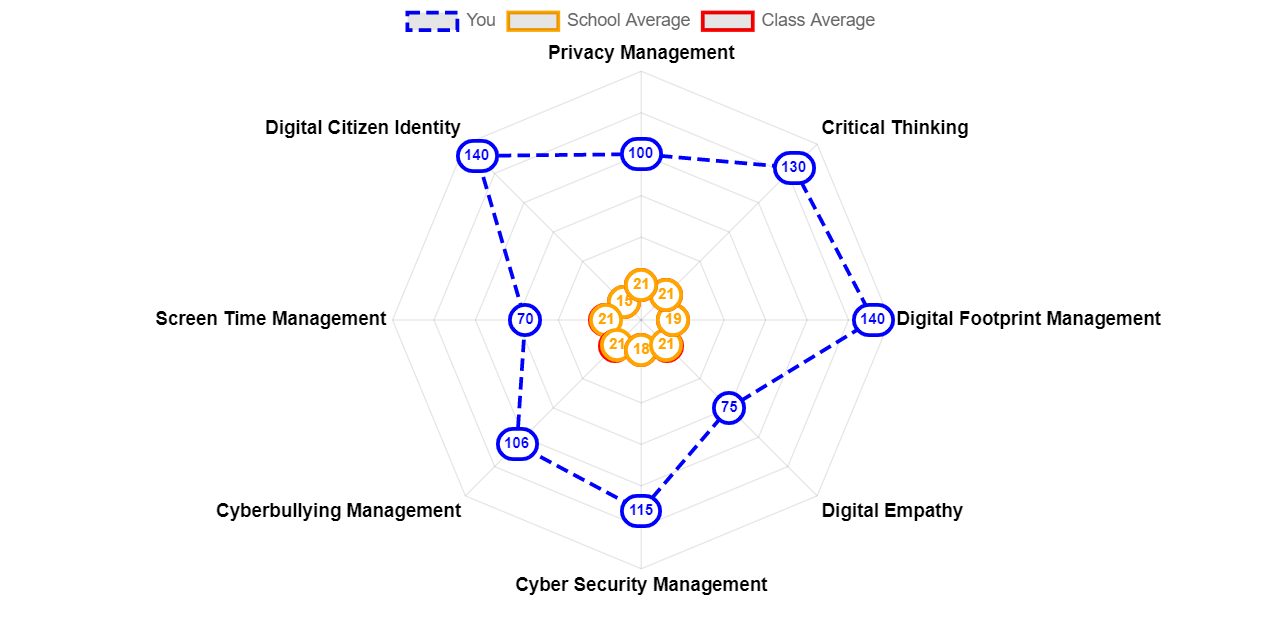 You School Average Class Average
Privacy Management
Digital Citizen Identity Critical Thinking
140 100 130
21
15 21
Screen Time Management 70 21 19 140 Digital Footprint Management
21 18 21
75
106
115
Cyberbullying Management Digital Empathy
Cyber Security Management